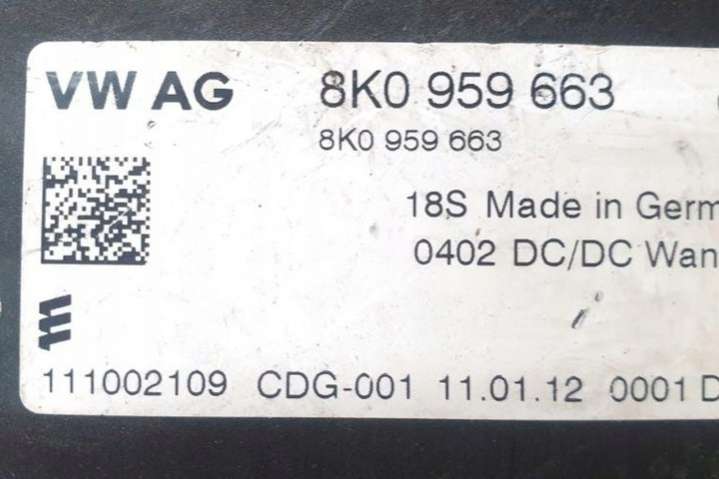 VW AG 8K0 959 663
8K0 959 663
18S Made in Germ
0402 DC/DC Wan
111002109 CDG-001 11.01.12 0001 D